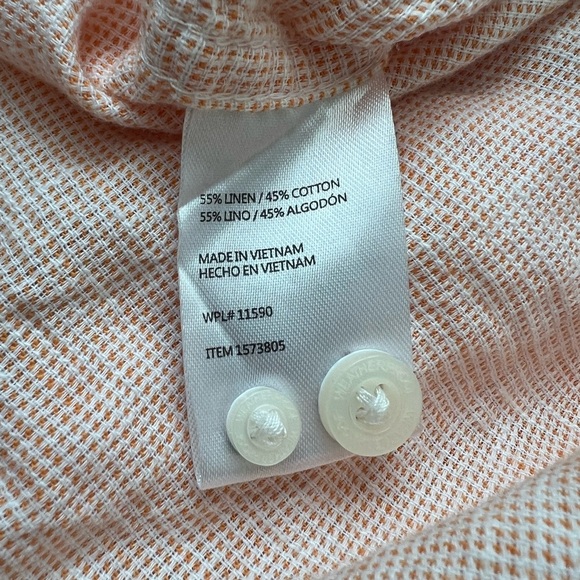 55% LINEN / 45% COTTON
55% LINO / 45% ALGODÓN
MADE IN VIETNAM
HECHO EN VIETNAM
WPL# 11590
ITEM 1573805